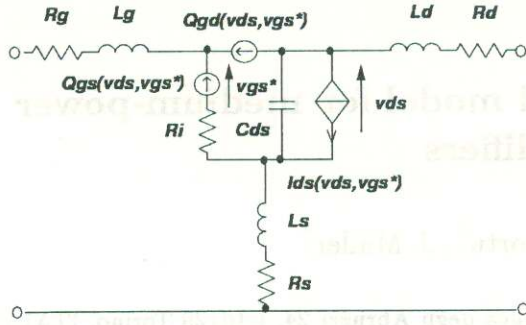 Rg
Lg
Qgd(vds,vgs*)
Ld
Rd
Qgs(vds,vgs*)
vgs*
vds
Ri
Cds
Ids(vds,vgs*)
Ls
Rs